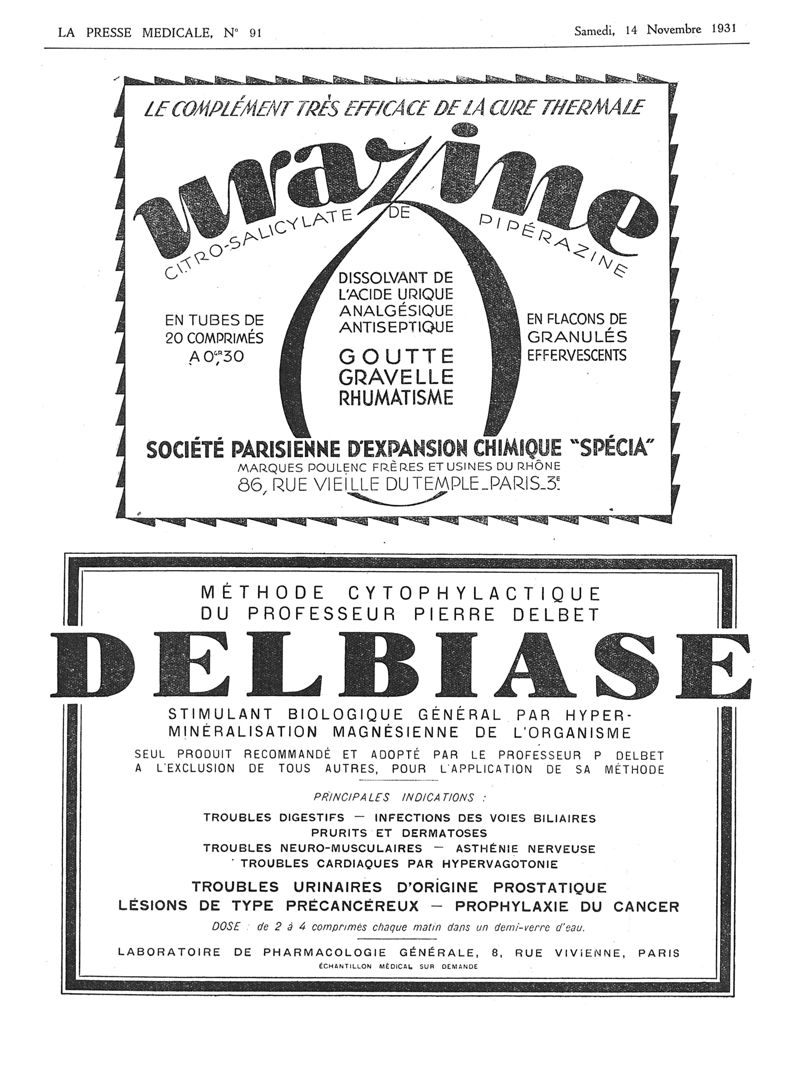 LA PRESSE MEDICALE, N° 91
Samedi, 14 Novembre 1931
LE COMPLÉMENT TRÈS EFFICACE DE LA CURE THERMALE
urazine
CITRO-SALICYLATE DE PIPÉRAZINE
DISSOLVANT DE
L'ACIDE URIQUE
ANALGÉSIQUE
ANTISEPTIQUE
GOUTTE
GRAVELLE
RHUMATISME
EN TUBES DE
20 COMPRIMÉS
A 0GR,30
EN FLACONS DE
GRANULÉS
EFFERVESCENTS
SOCIÉTÉ PARISIENNE D'EXPANSION CHIMIQUE "SPÉCIA"
MARQUES POULENC FRÈRES ET USINES DU RHÔNE
86, RUE VIEILLE DU TEMPLE_PARIS_3E
MÉTHODE CYTOPHYLACTIQUE
DU PROFESSEUR PIERRE DELBET
DELBIASE
STIMULANT BIOLOGIQUE GÉNÉRAL PAR HYPER-
MINÉRALISATION MAGNÉSIENNE DE L'ORGANISME
SEUL PRODUIT RECOMMANDÉ ET ADOPTÉ PAR LE PROFESSEUR P DELBET
A L'EXCLUSION DE TOUS AUTRES, POUR L'APPLICATION DE SA MÉTHODE
PRINCIPALES INDICATIONS :
TROUBLES DIGESTIFS — INFECTIONS DES VOIES BILIAIRES
PRURITS ET DERMATOSES
TROUBLES NEURO-MUSCULAIRES — ASTHÉNIE NERVEUSE
TROUBLES CARDIAQUES PAR HYPERVAGOTONIE
TROUBLES URINAIRES D'ORIGINE PROSTATIQUE
LÉSIONS DE TYPE PRÉCANCÉREUX — PROPHYLAXIE DU CANCER
DOSE : de 2 à 4 comprimés chaque matin dans un demi-verre d'eau.
LABORATOIRE DE PHARMACOLOGIE GÉNÉRALE, 8, RUE VIVIENNE, PARIS
ÉCHANTILLON MÉDICAL SUR DEMANDE